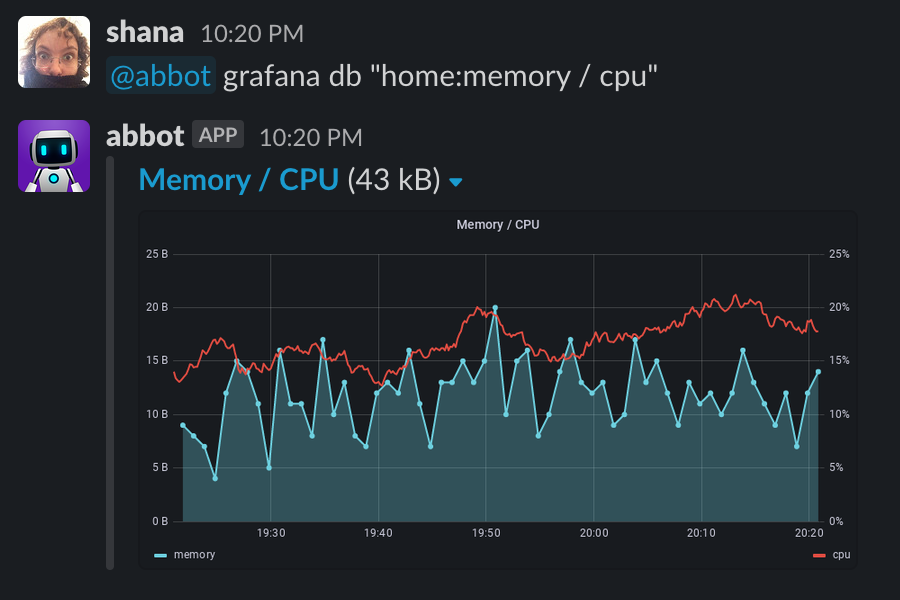 shana 10:20 PM
@abbot grafana db "home:memory / cpu"
abbot APP 10:20 PM
Memory / CPU (43 kB)
Memory / CPU
25 B 25%
20 B 20%
15 B 15%
10 B 10%
5 B 5%
0 B 0%
19:30 19:40 19:50 20:00 20:10 20:20
memory cpu